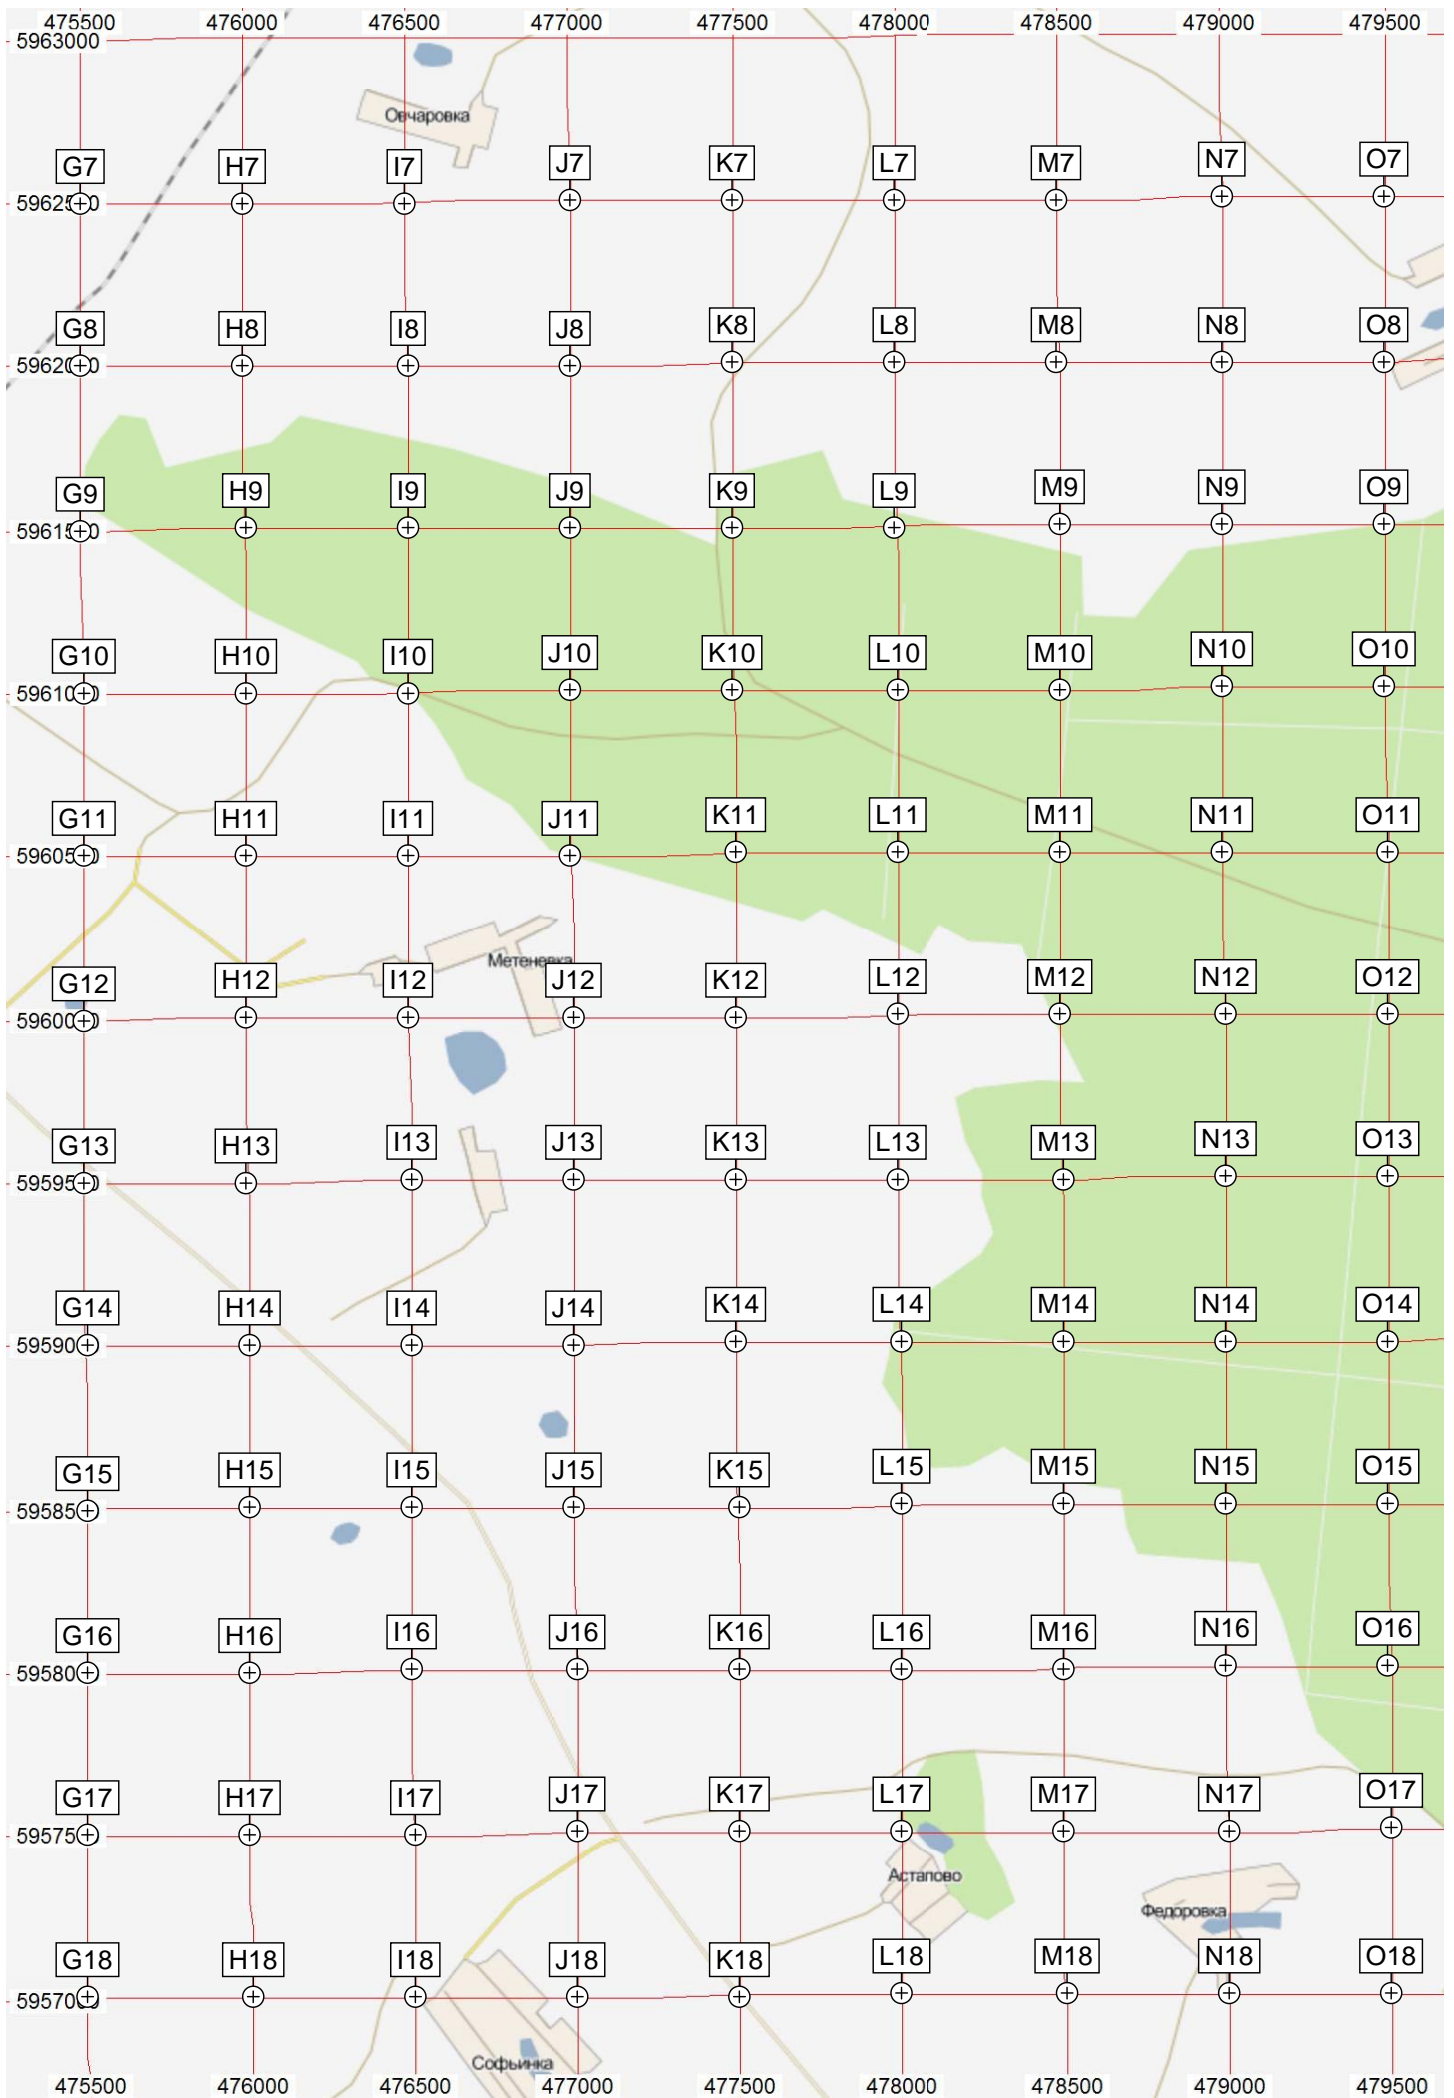 475500 476000 476500 477000 477500 478000 478500 479000 479500
5963000
Овчаровка
G7 H7 I7 J7 K7 L7 M7 N7 O7
G8 H8 I8 J8 K8 L8 M8 N8 O8
G9 H9 I9 J9 K9 L9 M9 N9 O9
G10 H10 I10 J10 K10 L10 M10 N10 O10
G11 H11 I11 J11 K11 L11 M11 N11 O11
Метеневка
G12 H12 I12 J12 K12 L12 M12 N12 O12
G13 H13 I13 J13 K13 L13 M13 N13 O13
G14 H14 I14 J14 K14 L14 M14 N14 O14
G15 H15 I15 J15 K15 L15 M15 N15 O15
G16 H16 I16 J16 K16 L16 M16 N16 O16
G17 H17 I17 J17 K17 L17 M17 N17 O17
Астапово
Федоровка
G18 H18 I18 J18 K18 L18 M18 N18 O18
Софьинка
475500 476000 476500 477000 477500 478000 478500 479000 479500